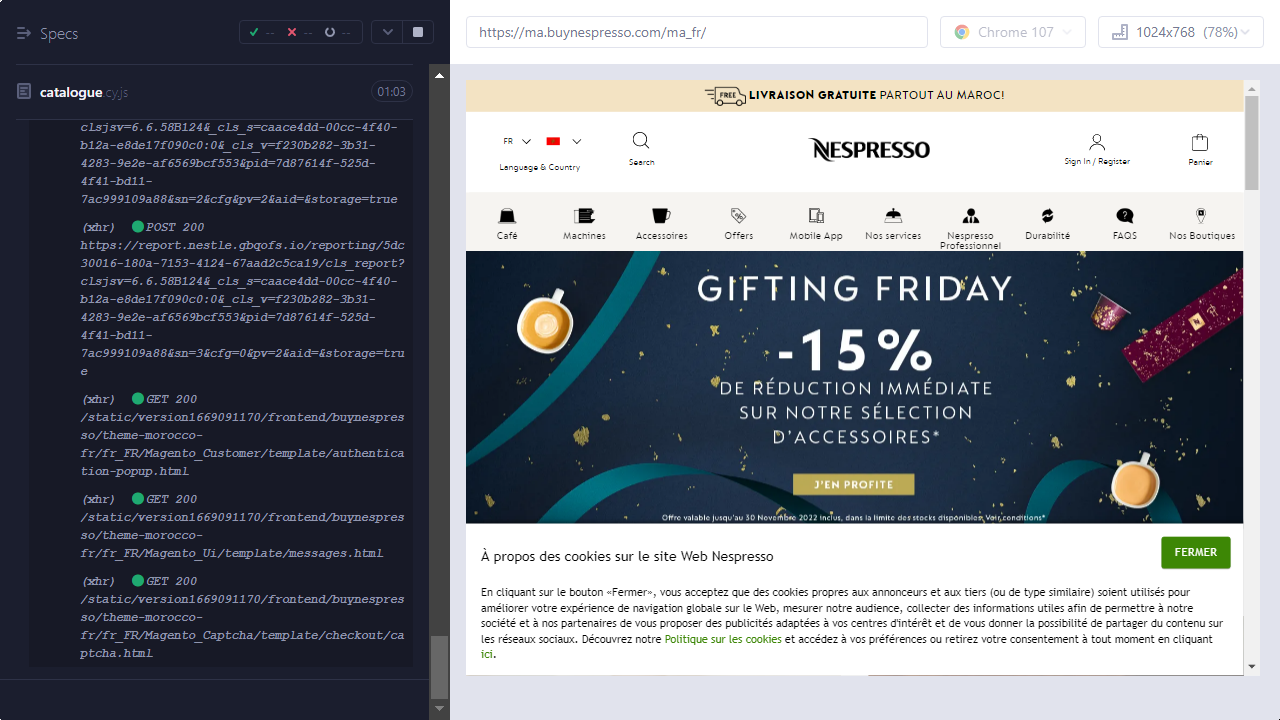 Specs
--
--
--
https://ma.buynespresso.com/ma_fr/
Chrome 107
1024x768 (78%)
catalogue.cy.js
01:03
clsjsv=6.6.58B124&_cls_s=caace4dd-00cc-4f40-
b12a-e8de17f090c0:0&_cls_v=f230b282-3b31-
4283-9e2e-af6569bcf553&pid=7d87614f-525d-
4f41-bd11-
7ac999109a88&sn=2&cfg&pv=2&aid=&storage=true
(xhr) POST 200
https://report.nestle.gbqofs.io/reporting/5dc
30016-180a-7153-4124-67aad2c5ca19/cls_report?
clsjsv=6.6.58B124&_cls_s=caace4dd-00cc-4f40-
b12a-e8de17f090c0:0&_cls_v=f230b282-3b31-
4283-9e2e-af6569bcf553&pid=7d87614f-525d-
4f41-bd11-
7ac999109a88&sn=3&cfg=0&pv=2&aid=&storage=tru
e
(xhr) GET 200
/static/version1669091170/frontend/buynespres
so/theme-morocco-
fr/fr_FR/Magento_Customer/template/authentica
tion-popup.html
(xhr) GET 200
/static/version1669091170/frontend/buynespres
so/theme-morocco-
fr/fr_FR/Magento_Ui/template/messages.html
(xhr) GET 200
/static/version1669091170/frontend/buynespres
so/theme-morocco-
fr/fr_FR/Magento_Captcha/template/checkout/ca
ptcha.html
FREE LIVRAISON GRATUITE PARTOUT AU MAROC!
FR
Language & Country
Search
NESPRESSO
Sign In / Register
Panier
Café
Machines
Accessoires
Offers
Mobile App
Nos services
Nespresso
Professionnel
Durabilité
FAQS
Nos Boutiques
GIFTING FRIDAY
-15%
DE RÉDUCTION IMMÉDIATE
SUR NOTRE SÉLECTION
D'ACCESSOIRES*
J'EN PROFITE
Offre valable jusqu'au 30 Novembre 2022 inclus, dans la limite des stocks disponibles. Voir conditions*
À propos des cookies sur le site Web Nespresso
FERMER
En cliquant sur le bouton «Fermer», vous acceptez que des cookies propres aux annonceurs et aux tiers (ou de type similaire) soient utilisés pour
améliorer votre expérience de navigation globale sur le Web, mesurer notre audience, collecter des informations utiles afin de permettre à notre
société et à nos partenaires de vous proposer des publicités adaptées à vos centres d'intérêt et de vous donner la possibilité de partager du contenu sur
les réseaux sociaux. Découvrez notre Politique sur les cookies et accédez à vos préférences ou retirez votre consentement à tout moment en cliquant
ici.